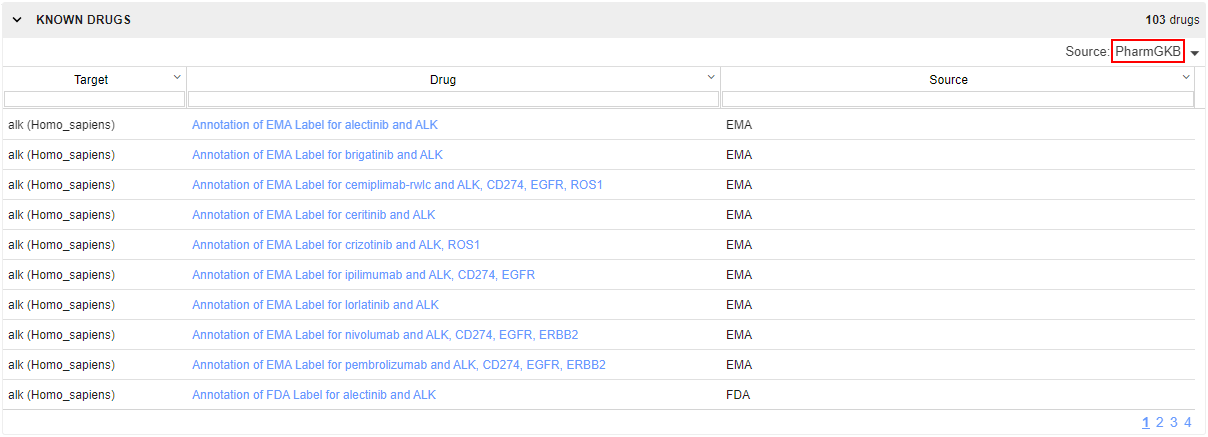 KNOWN DRUGS 103 drugs
Source: PharmGKB
Target Drug Source
alk (Homo_sapiens) Annotation of EMA Label for alectinib and ALK EMA
alk (Homo_sapiens) Annotation of EMA Label for brigatinib and ALK EMA
alk (Homo_sapiens) Annotation of EMA Label for cemiplimab-rwlc and ALK, CD274, EGFR, ROS1 EMA
alk (Homo_sapiens) Annotation of EMA Label for ceritinib and ALK EMA
alk (Homo_sapiens) Annotation of EMA Label for crizotinib and ALK, ROS1 EMA
alk (Homo_sapiens) Annotation of EMA Label for ipilimumab and ALK, CD274, EGFR EMA
alk (Homo_sapiens) Annotation of EMA Label for lorlatinib and ALK EMA
alk (Homo_sapiens) Annotation of EMA Label for nivolumab and ALK, CD274, EGFR, ERBB2 EMA
alk (Homo_sapiens) Annotation of EMA Label for pembrolizumab and ALK, CD274, EGFR, ERBB2 EMA
alk (Homo_sapiens) Annotation of FDA Label for alectinib and ALK FDA
1 2 3 4